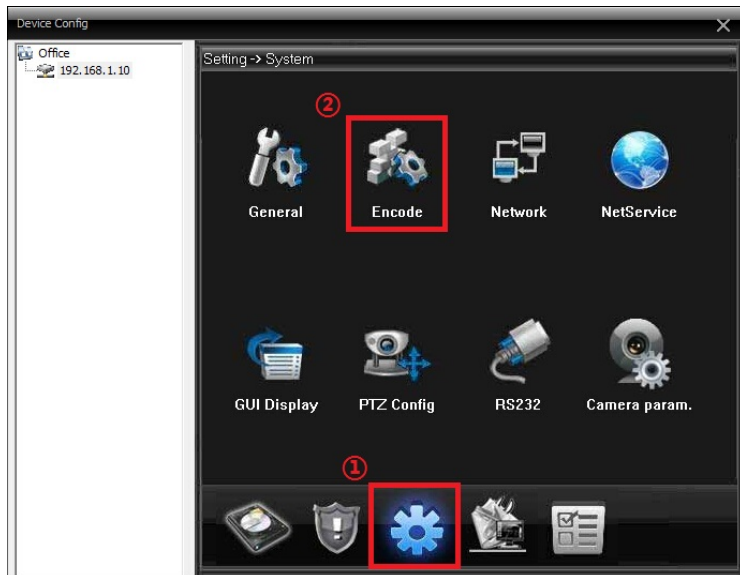 Device Config
Office
192.168.1.10
Setting -> System
②
General Encode Network NetService
GUI Display PTZ Config RS232 Camera param.
①